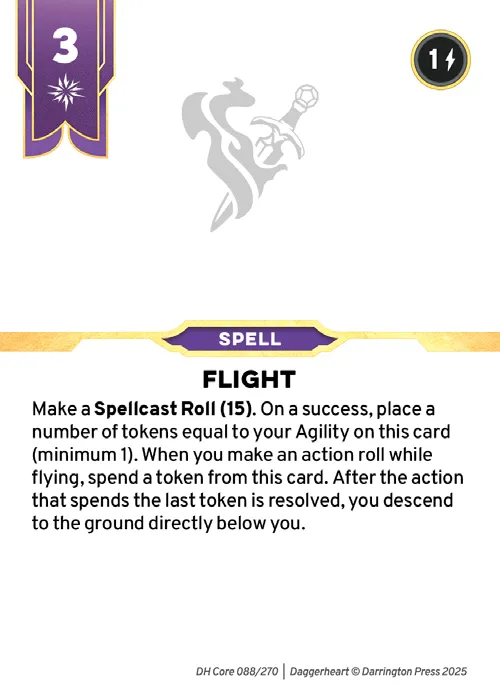 3
1
SPELL
FLIGHT
Make a Spellcast Roll (15). On a success, place a
number of tokens equal to your Agility on this card
(minimum 1). When you make an action roll while
flying, spend a token from this card. After the action
that spends the last token is resolved, you descend
to the ground directly below you.
DH Core 088/270 | Daggerheart © Darrington Press 2025